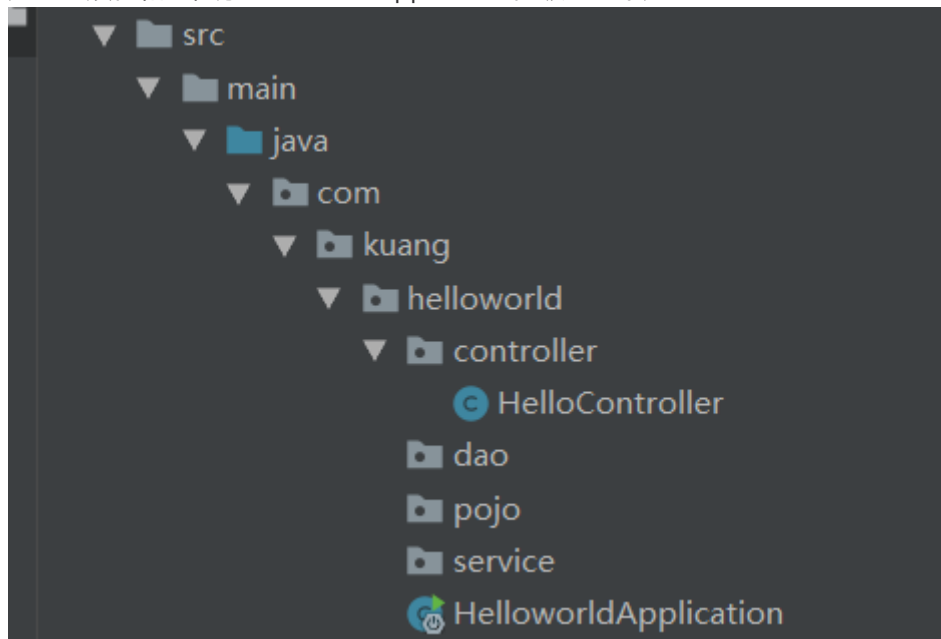 src
main
java
com
kuang
helloworld
controller
HelloController
dao
pojo
service
HelloworldApplication